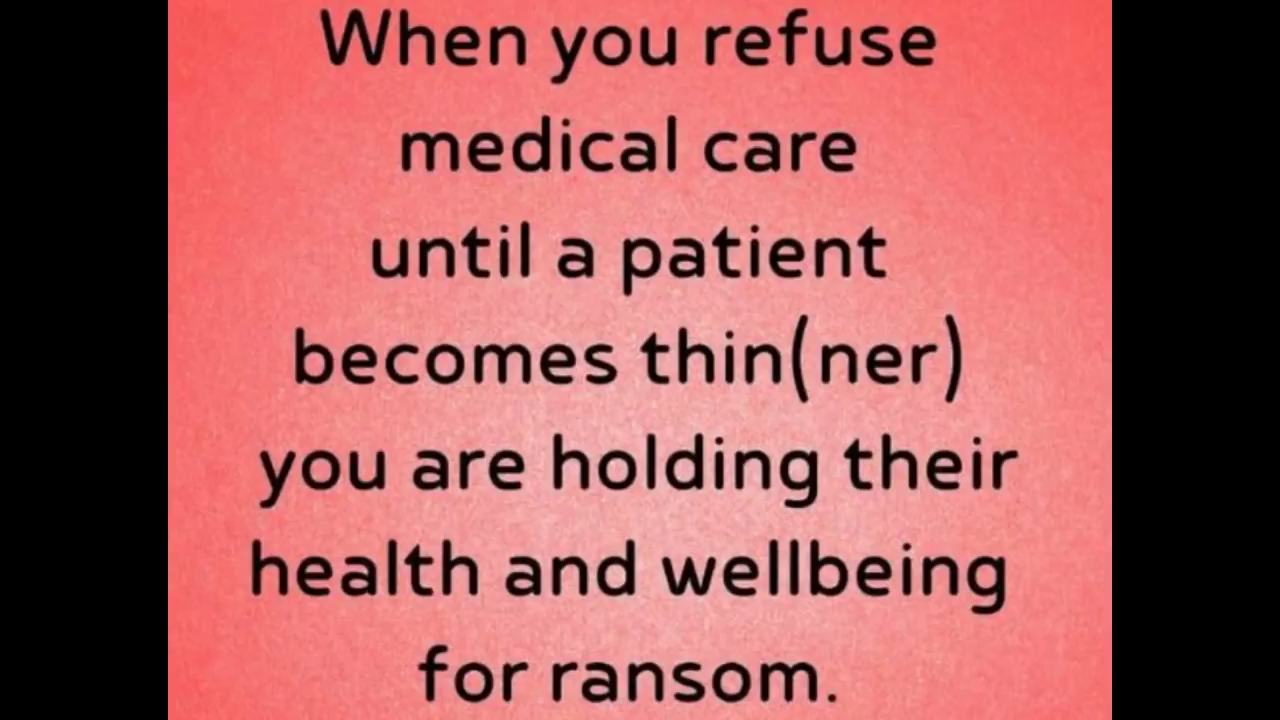 When you refuse
medical care
until a patient
becomes thin(ner)
you are holding their
health and wellbeing
for ransom.